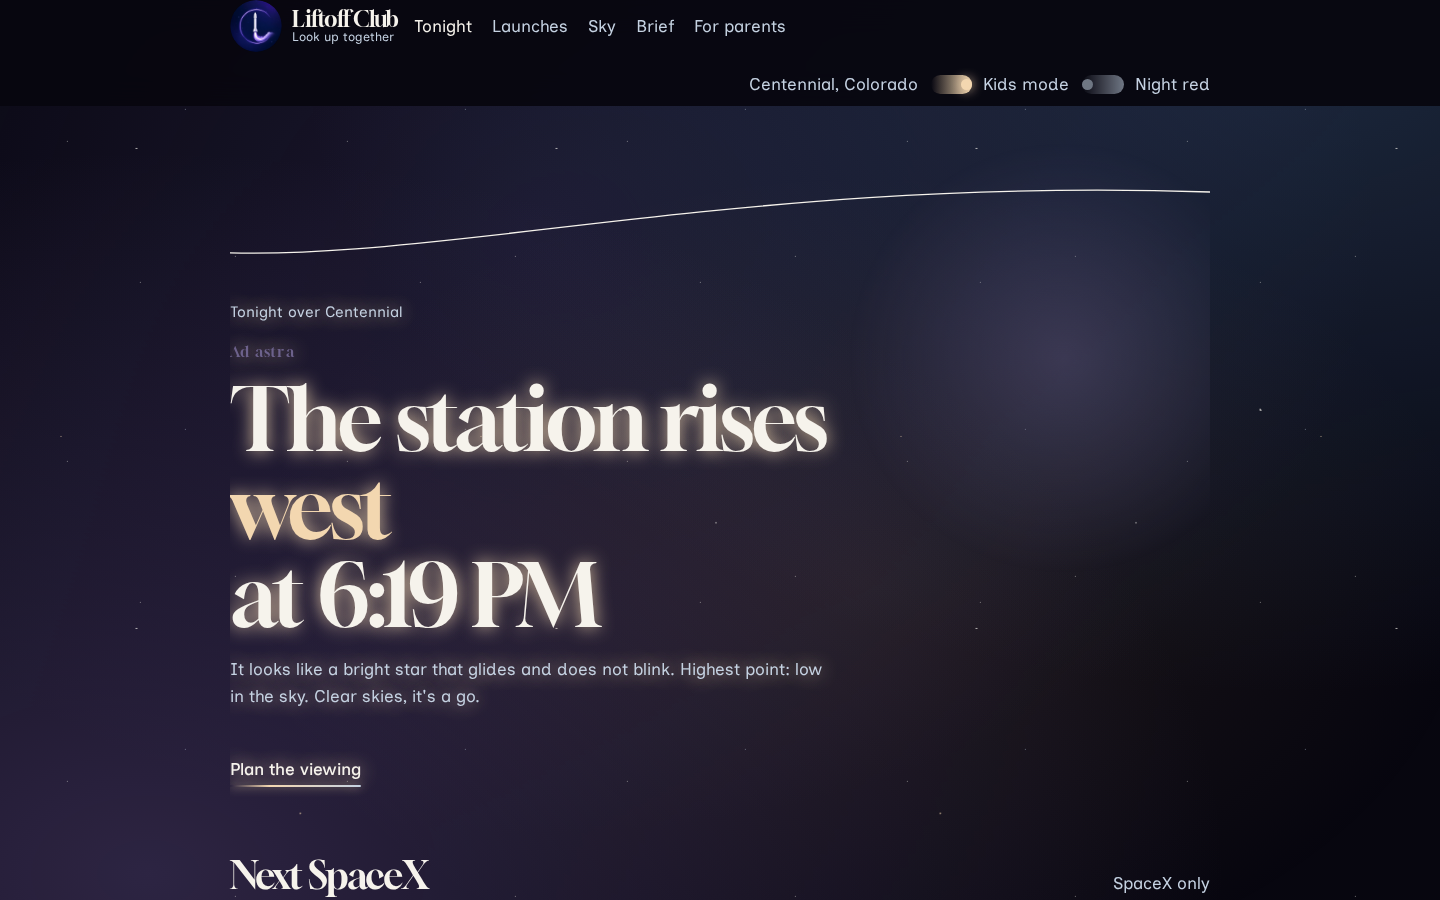 Liftoff Club
Look up together
Tonight
Launches
Sky
Brief
For parents
Centennial, Colorado
Kids mode
Night red
Tonight over Centennial
Ad astra
The station rises
west
at 6:19 PM
It looks like a bright star that glides and does not blink. Highest point: low
in the sky. Clear skies, it's a go.
Plan the viewing
Next SpaceX
SpaceX only